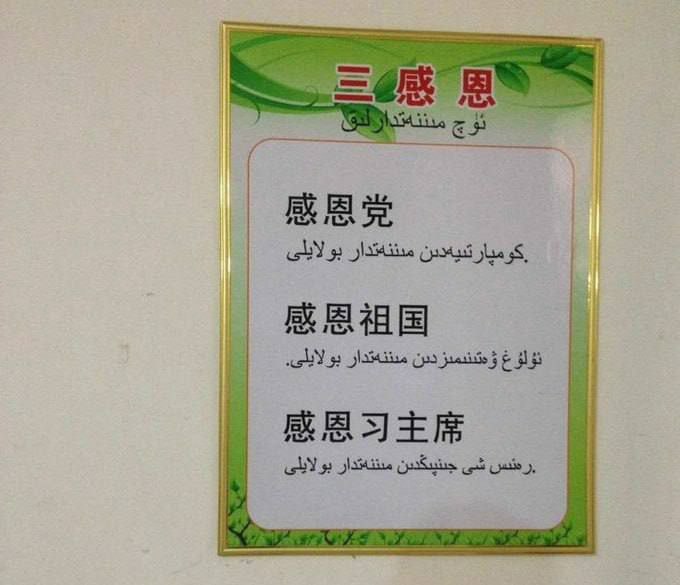 三感恩
ئۈچ مىننەتدارلىق
感恩党
كومپارتىيەدىن مىننەتدار بولايلى.
感恩祖国
ئۇلۇغ ۋەتىنىمىزدىن مىننەتدار بولايلى.
感恩习主席
رەئىس شى جىنپىڭدىن مىننەتدار بولايلى.